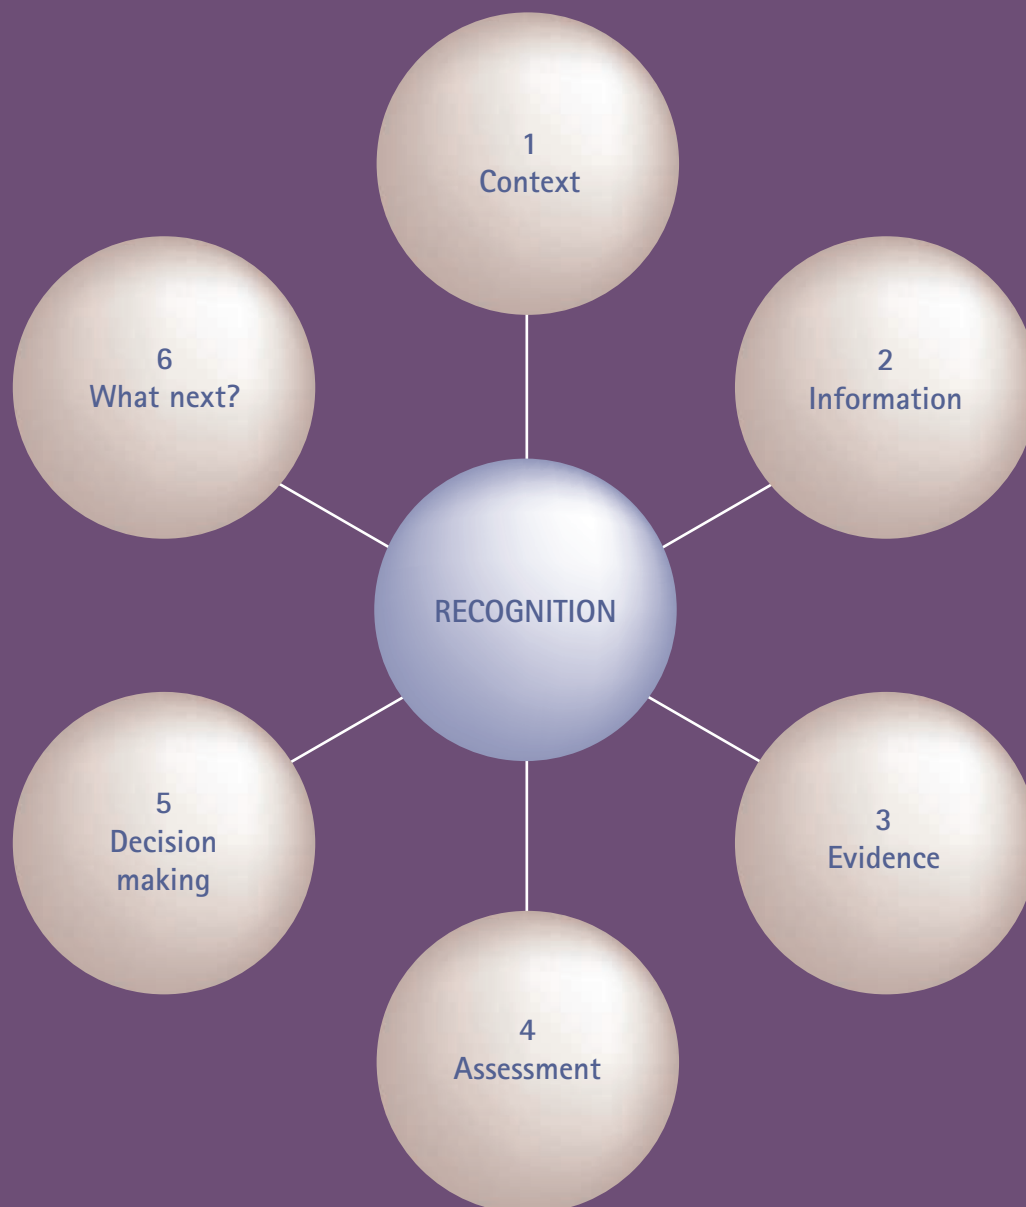 1
Context
2
Information
3
Evidence
4
Assessment
5
Decision
making
6
What next?
RECOGNITION